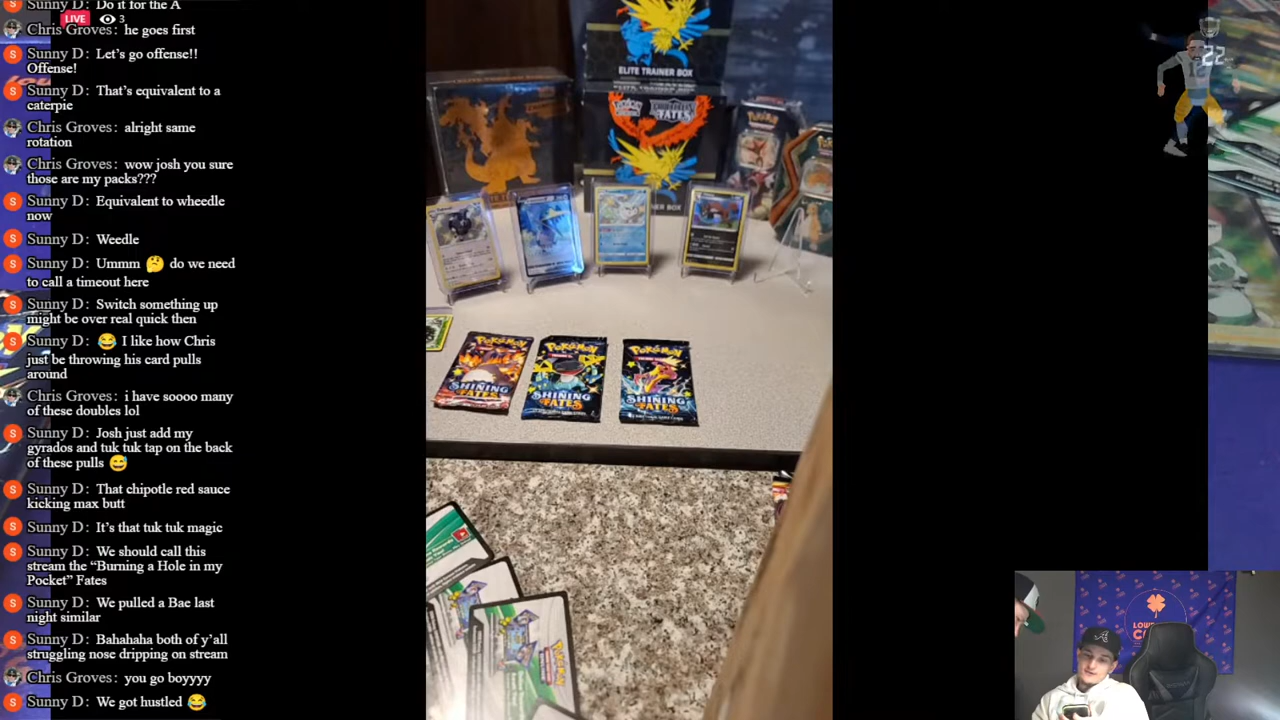 Sunny D: Do it for the A
LIVE 3
Chris Groves: he goes first
Sunny D: Let's go offense!!
Offense!
Sunny D: That's equivalent to a
caterpie
Chris Groves: alright same
rotation
Chris Groves: wow josh you sure
those are my packs???
Sunny D: Equivalent to wheedle
now
Sunny D: Weedle
Sunny D: Ummm 🤔 do we need
to call a timeout here
Sunny D: Switch something up
might be over real quick then
Sunny D: 😂 I like how Chris
just be throwing his card pulls
around
Chris Groves: i have soooo many
of these doubles lol
Sunny D: Josh just add my
gyrados and tuk tuk tap on the back
of these pulls 😅
Sunny D: That chipotle red sauce
kicking max butt
Sunny D: It's that tuk tuk magic
Sunny D: We should call this
stream the “Burning a Hole in my
Pocket” Fates
Sunny D: We pulled a Bae last
night similar
Sunny D: Bahahaha both of y'all
struggling nose dripping on stream
Chris Groves: you go boyyyy
Sunny D: We got hustled 😂
ELITE TRAINER BOX
Pokémon
FATES
Pokémon
Pokémon
SHINING
FATES
Pokémon
SHINING
FATES
Pokémon
SHINING
FATES
22
A